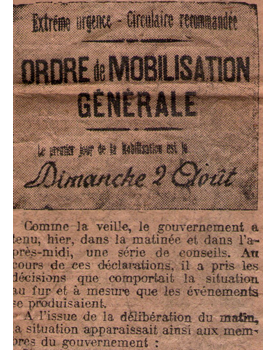 Extrême urgence - Circulaire recommandée
ORDRE de MOBILISATION
GÉNÉRALE
Le premier jour de la Mobilisation est le
Dimanche 2 Août
Comme la veille, le gouvernement a
tenu, hier, dans la matinée et dans l'a-
près-midi, une série de conseils. Au
cours de ces déclarations, il a pris les
décisions que comportait la situation
au fur et à mesure que les événements
se produisaient.
A l'issue de la délibération du matin,
la situation apparaissait ainsi aux mem-
bres du gouvernement :